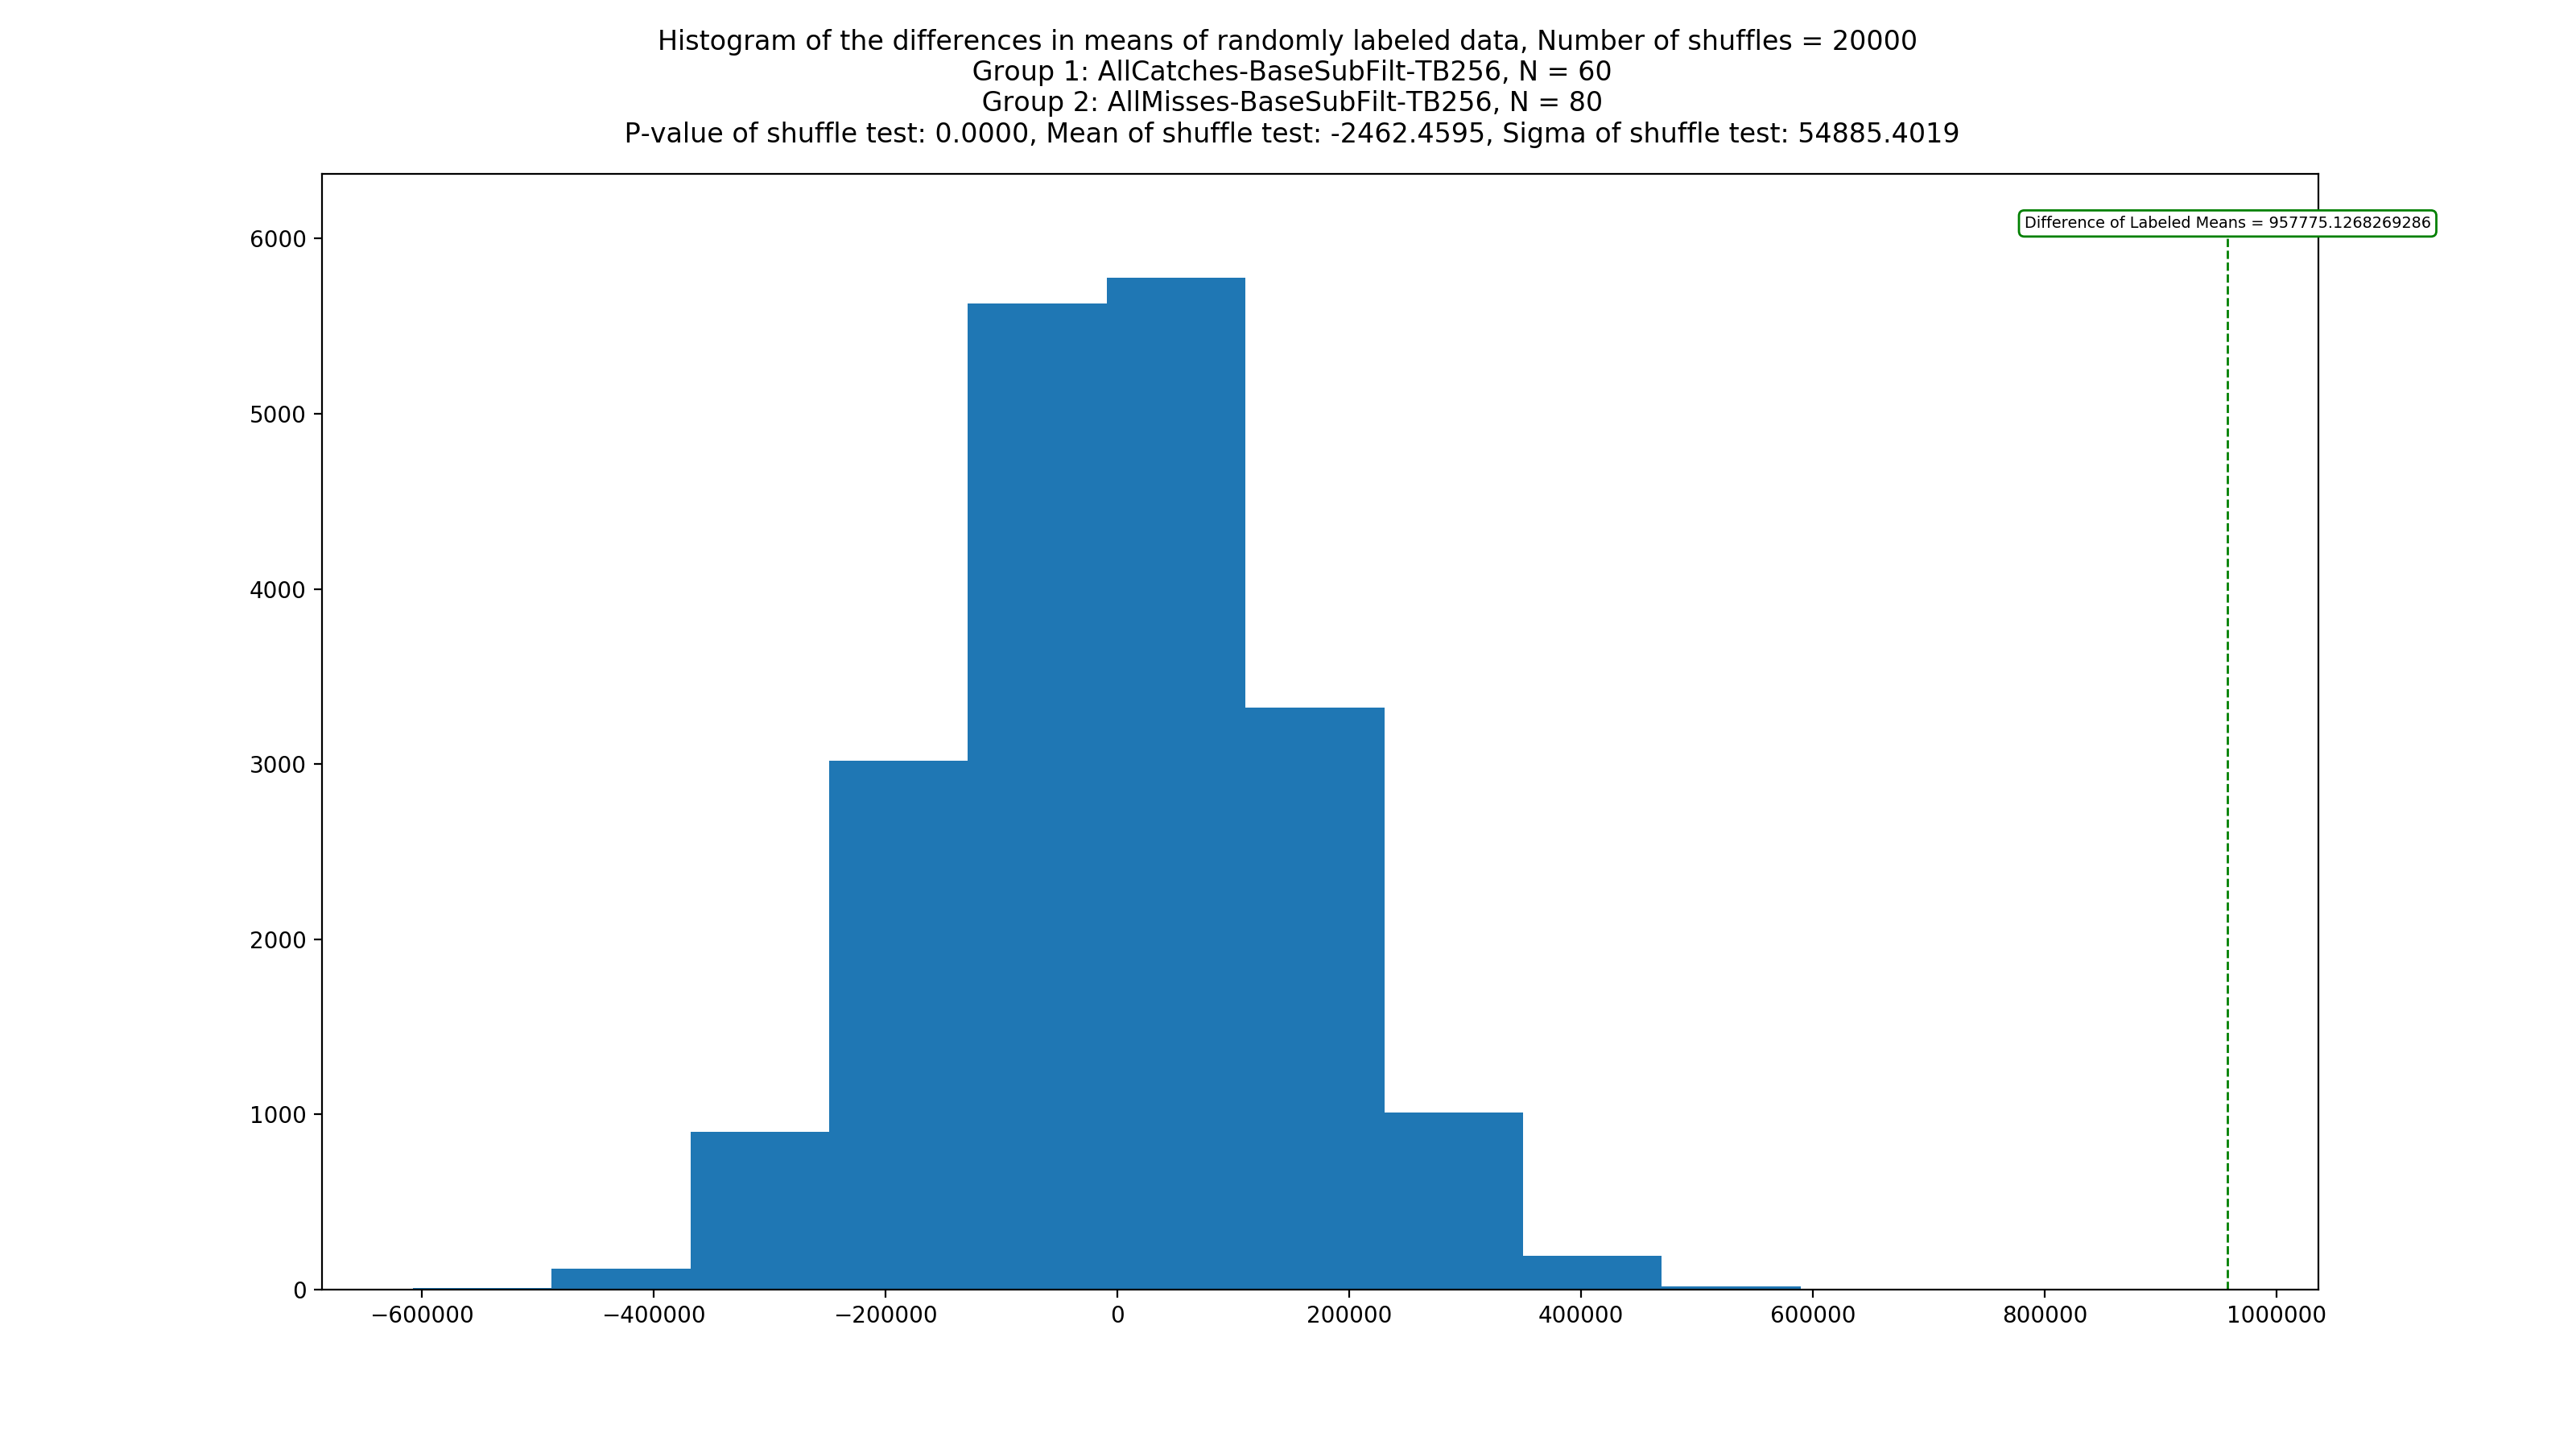 Histogram of the differences in means of randomly labeled data, Number of shuffles = 20000
Group 1: AllCatches-BaseSubFilt-TB256, N = 60
Group 2: AllMisses-BaseSubFilt-TB256, N = 80
P-value of shuffle test: 0.0000, Mean of shuffle test: -2462.4595, Sigma of shuffle test: 54885.4019
Difference of Labeled Means = 957775.1268269286
6000
5000
4000
3000
2000
1000
0
−600000 −400000 −200000 0 200000 400000 600000 800000 1000000